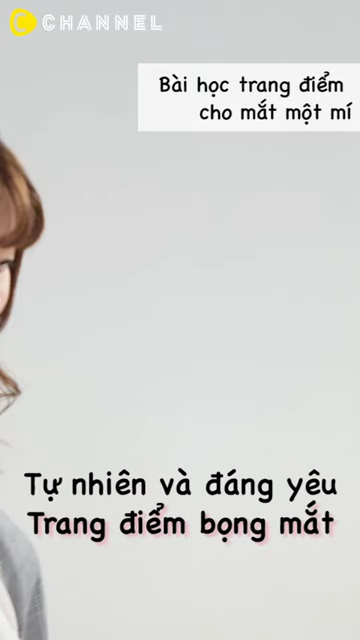 C CHANNEL
Bài học trang điểm
cho mắt một mí
Tự nhiên và đáng yêu
Trang điểm bọng mắt